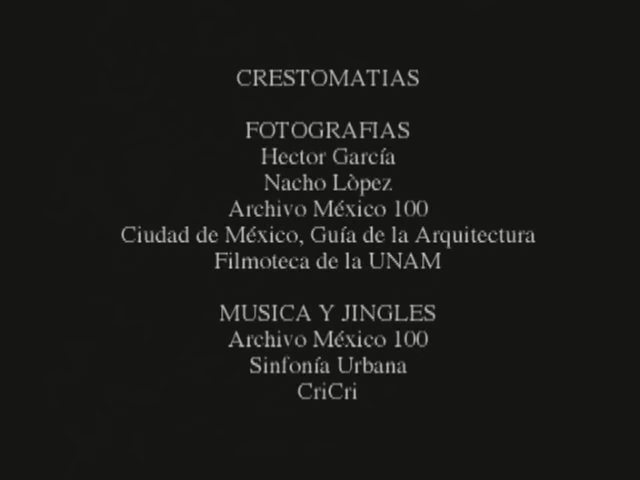 CRESTOMATIAS
FOTOGRAFIAS
Hector García
Nacho Lòpez
Archivo México 100
Ciudad de México, Guía de la Arquitectura
Filmoteca de la UNAM
MUSICA Y JINGLES
Archivo México 100
Sinfonía Urbana
CriCri